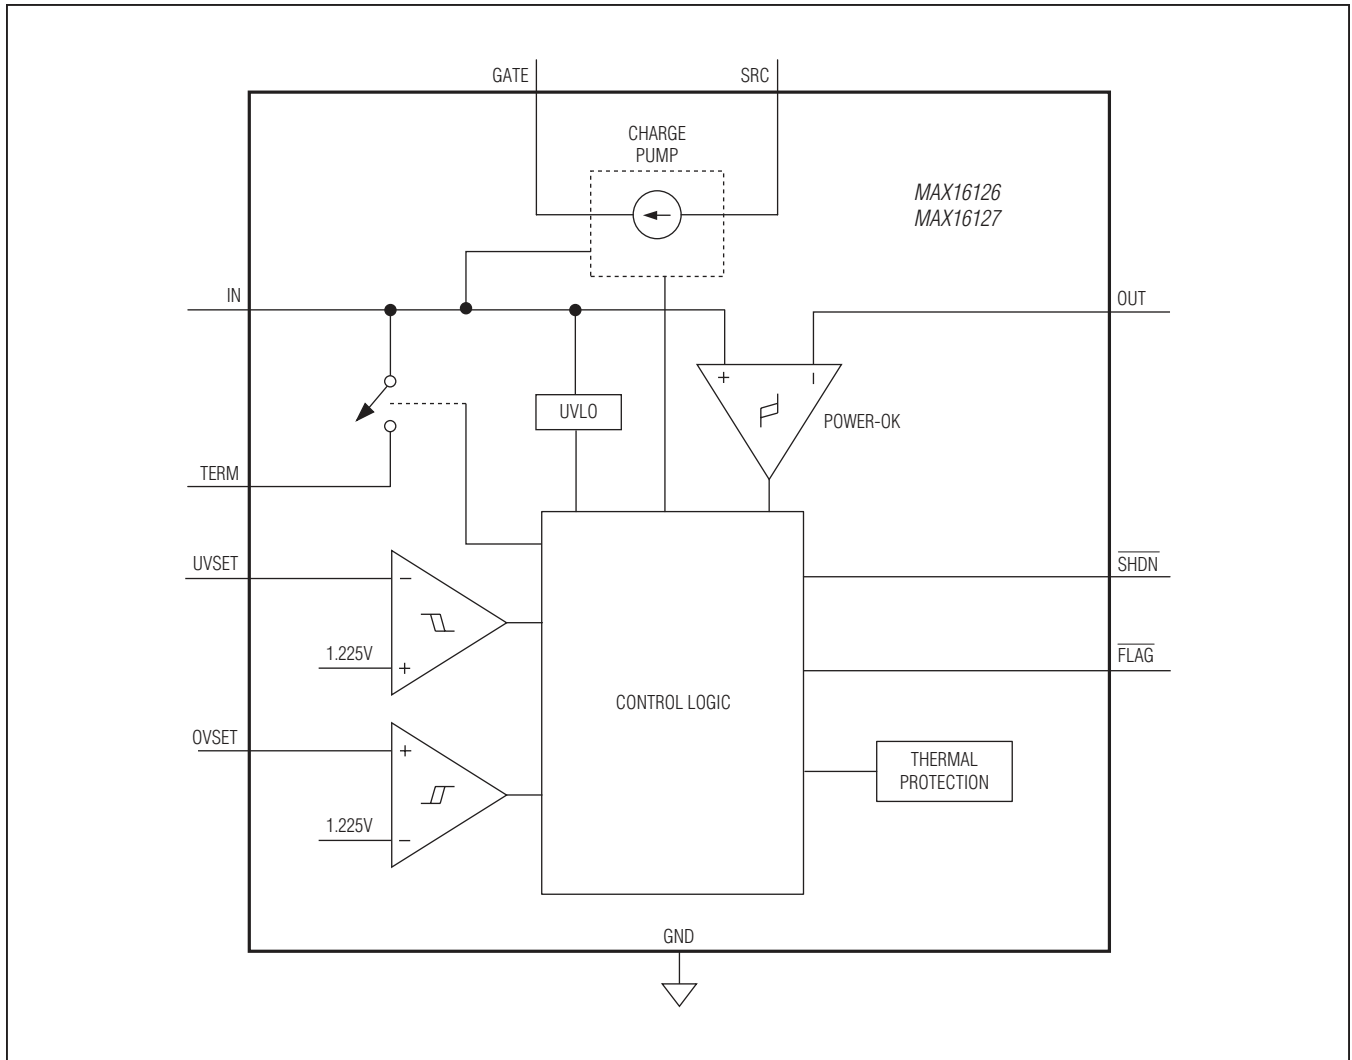 GATE
SRC
CHARGE
PUMP
MAX16126
MAX16127
IN
OUT
+
−
UVLO
POWER-OK
TERM
UVSET
−
SHDN
1.225V
+
FLAG
CONTROL LOGIC
OVSET
+
THERMAL
PROTECTION
1.225V
−
GND